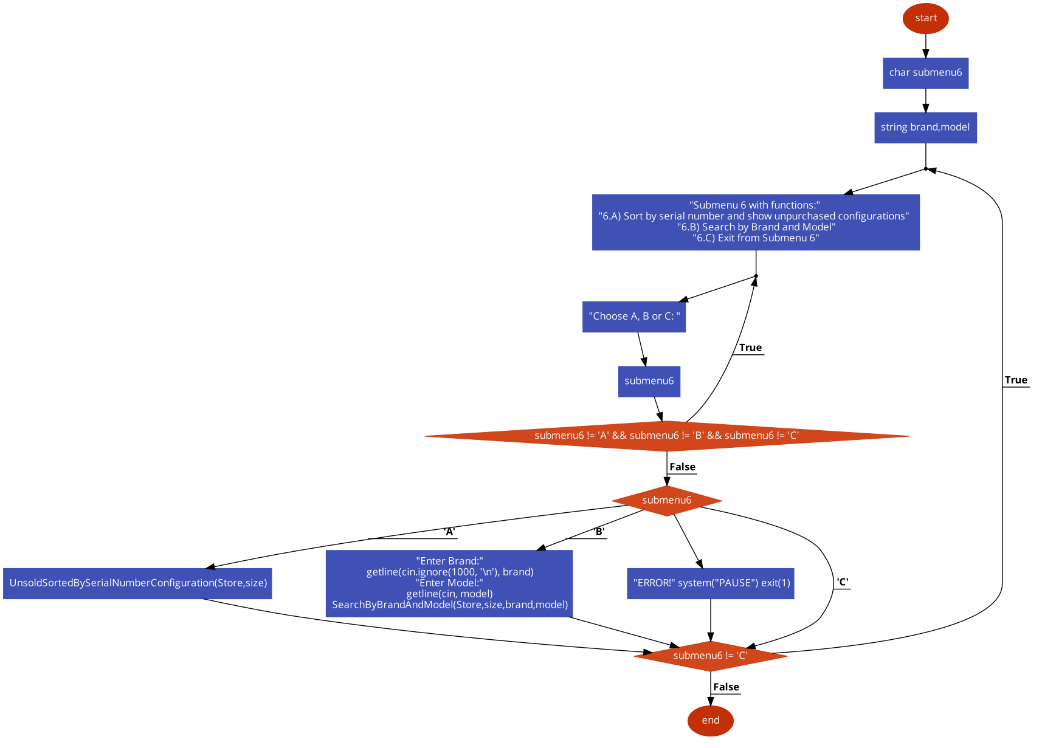 start
char submenu6
string brand,model
"Submenu 6 with functions:"
"6.A) Sort by serial number and show unpurchased configurations"
"6.B) Search by Brand and Model"
"6.C) Exit from Submenu 6"
"Choose A, B or C: "
True
True
submenu6
submenu6 != 'A' && submenu6 != 'B' && submenu6 != 'C'
False
submenu6
'A'
'B'
'C'
UnsoldSortedBySerialNumberConfiguration(Store,size)
"Enter Brand:"
getline(cin.ignore(1000, '\n'), brand)
"Enter Model:"
getline(cin, model)
SearchByBrandAndModel(Store,size,brand,model)
"ERROR!" system("PAUSE") exit(1)
submenu6 != 'C'
False
end